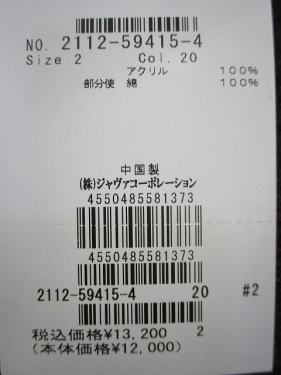 NO. 2112-59415-4
Size 2 Col. 20
アクリル 100%
部分使 綿 100%
中国製
(株)ジャヴァコーポレーション
4550485581373
4550485581373
2112-59415-4 20 #2
税込価格¥13,200 2
(本体価格¥12,000)